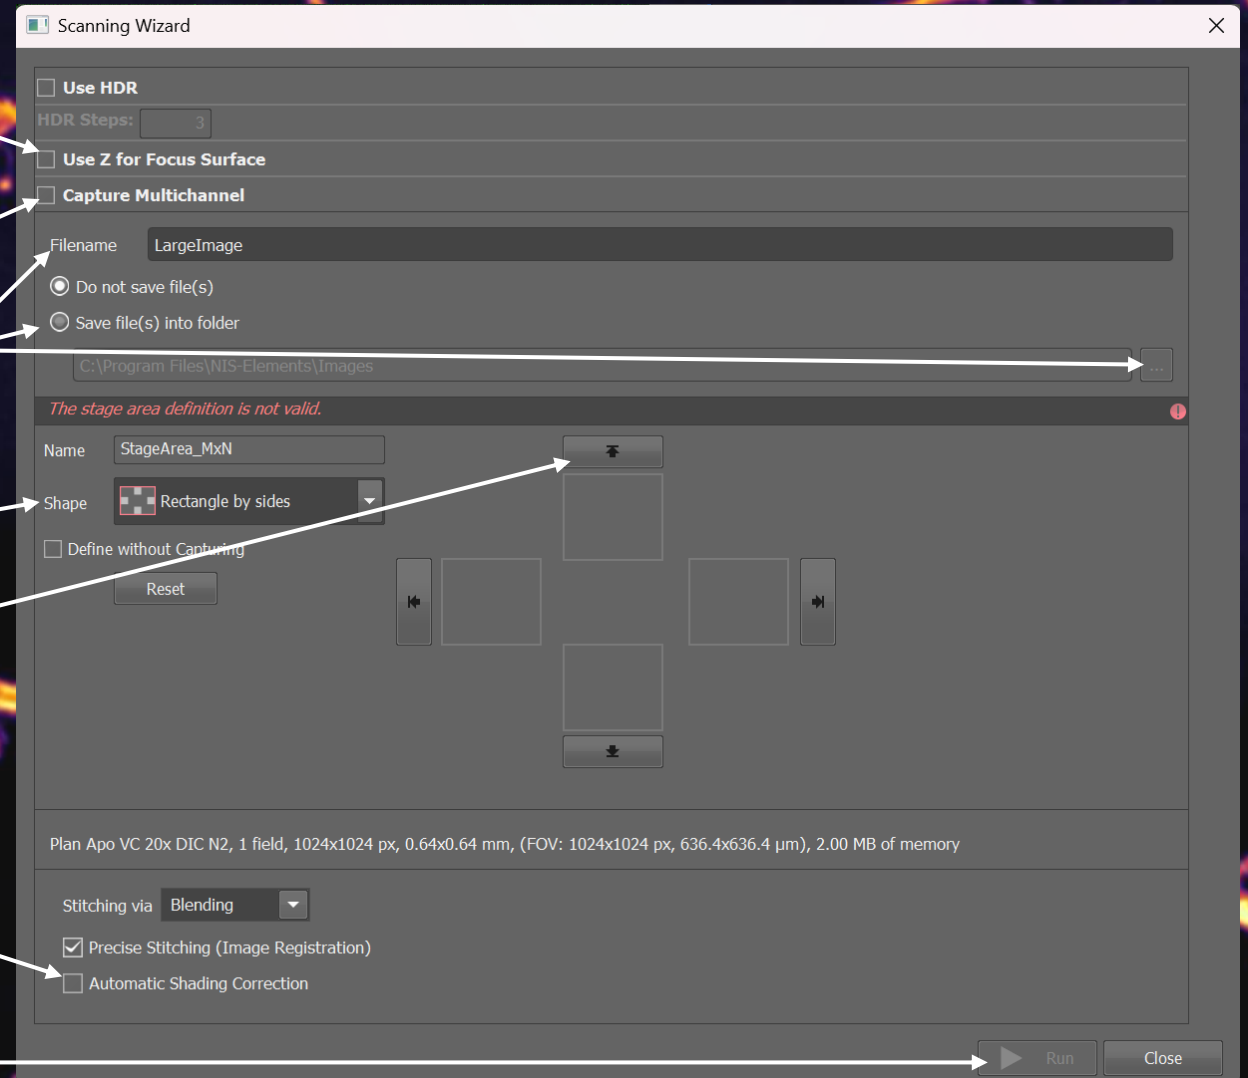 Scanning Wizard
Use HDR
HDR Steps: 3
Use Z for Focus Surface
Capture Multichannel
Filename LargeImage
Do not save file(s)
Save file(s) into folder
C:\Program Files\NIS-Elements\Images ...
The stage area definition is not valid.
Name StageArea_MxN
Shape Rectangle by sides
Define without Capturing
Reset
Plan Apo VC 20x DIC N2, 1 field, 1024x1024 px, 0.64x0.64 mm, (FOV: 1024x1024 px, 636.4x636.4 µm), 2.00 MB of memory
Stitching via Blending
Precise Stitching (Image Registration)
Automatic Shading Correction
Run Close